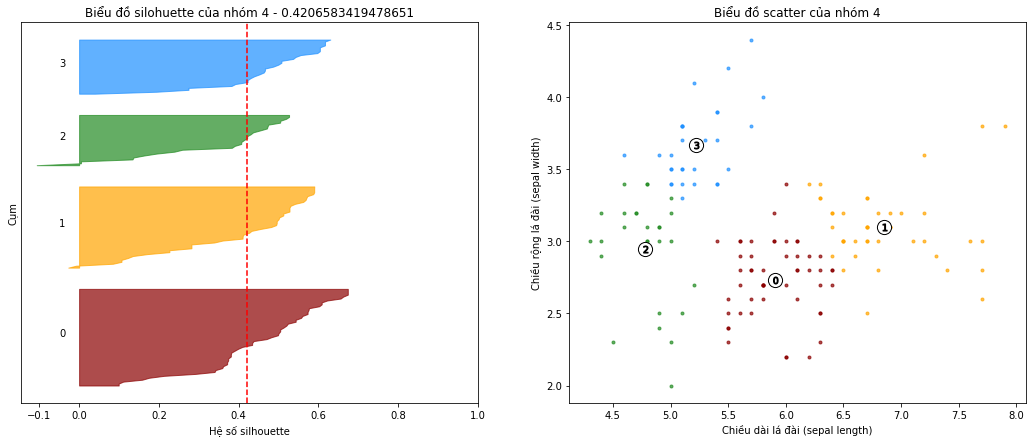 Biểu đồ silohuette của nhóm 4 - 0.4206583419478651
Cụm
3
2
1
0
−0.1 0.0 0.2 0.4 0.6 0.8 1.0
Hệ số silhouette
Biểu đồ scatter của nhóm 4
Chiều rộng lá đài (sepal width)
4.5
4.0
3.5
3.0
2.5
2.0
3
1
2
0
4.5 5.0 5.5 6.0 6.5 7.0 7.5 8.0
Chiều dài lá đài (sepal length)